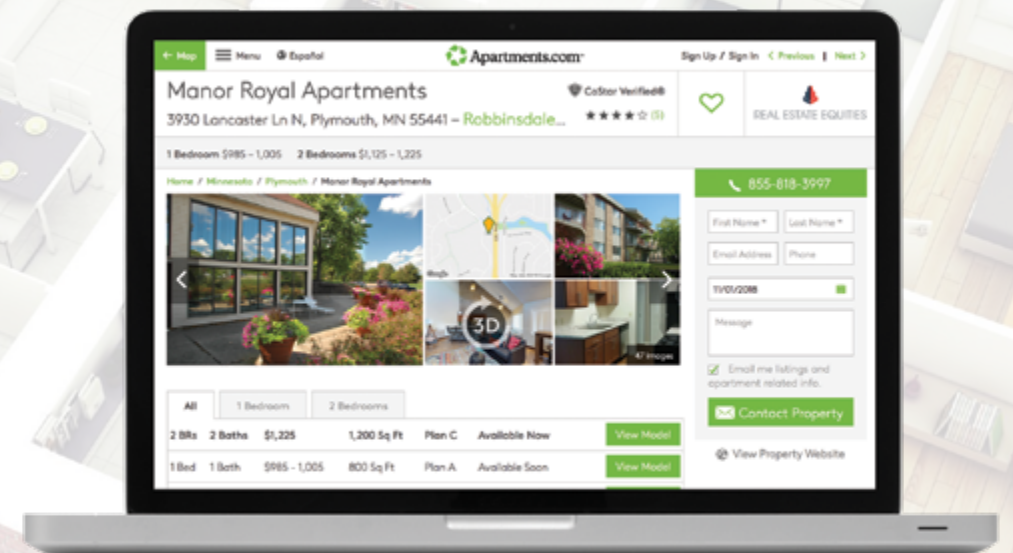 ← Map
Menu
Español
Apartments.com
Sign Up / Sign In < Previous | Next >
Manor Royal Apartments
CoStar Verified®
3930 Lancaster Ln N, Plymouth, MN 55441 – Robbinsdale...
(5)
REAL ESTATE EQUITIES
1 Bedroom $985 – 1,005 2 Bedrooms $1,125 – 1,225
Home / Minnesota / Plymouth / Manor Royal Apartments
Google
3D
47 images
855-818-3997
First Name * Last Name *
Email Address Phone
11/01/2018
Message
Email me listings and
apartment related info.
Contact Property
View Property Website
All 1 Bedroom 2 Bedrooms
2 BRs 2 Baths $1,225 1,200 Sq Ft Plan C Available Now View Model
1 Bed 1 Bath $985 – 1,005 800 Sq Ft Plan A Available Soon View Model